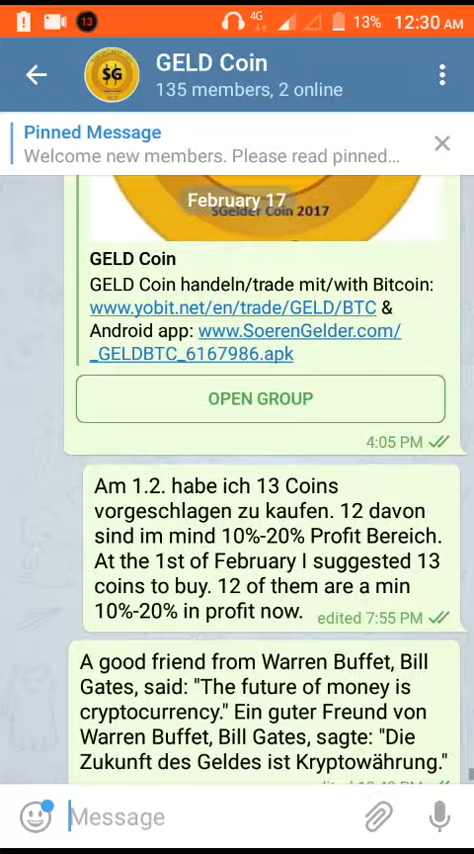 13 4G 13% 12:30 AM
GELD Coin
135 members, 2 online
Pinned Message
Welcome new members. Please read pinned...
SG
February 17
SGelder Coin 2017
GELD Coin
GELD Coin handeln/trade mit/with Bitcoin:
www.yobit.net/en/trade/GELD/BTC &
Android app: www.SoerenGelder.com/
_GELDBTC_6167986.apk
OPEN GROUP
4:05 PM
Am 1.2. habe ich 13 Coins
vorgeschlagen zu kaufen. 12 davon
sind im mind 10%-20% Profit Bereich.
At the 1st of February I suggested 13
coins to buy. 12 of them are a min
10%-20% in profit now. edited 7:55 PM
A good friend from Warren Buffet, Bill
Gates, said: "The future of money is
cryptocurrency." Ein guter Freund von
Warren Buffet, Bill Gates, sagte: "Die
Zukunft des Geldes ist Kryptowährung."
Message